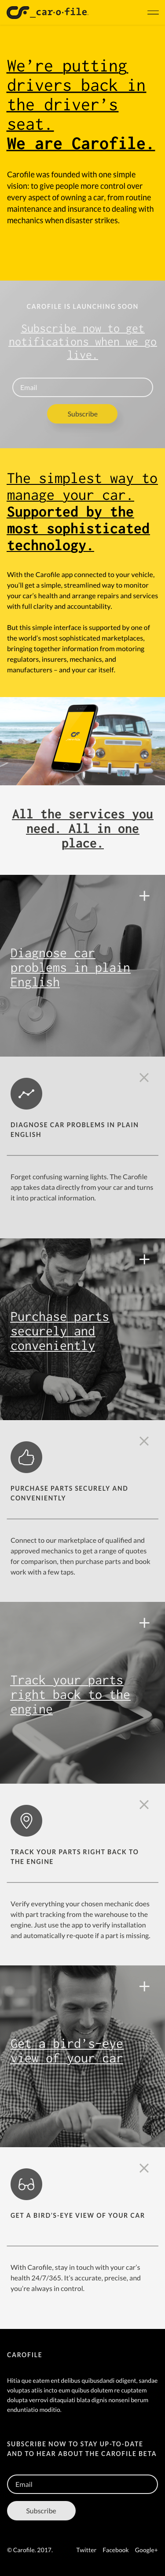 _car·o·file.
We're putting
drivers back in
the driver's
seat.
We are Carofile.
Carofile was founded with one simple
vision: to give people more control over
every aspect of owning a car, from routine
maintenance and insurance to dealing with
mechanics when disaster strikes.
CAROFILE IS LAUNCHING SOON
Subscribe now to get
notifications when we go
live.
Email
Subscribe
The simplest way to
manage your car.
Supported by the
most sophisticated
technology.
With the Carofile app connected to your vehicle,
you'll get a simple, streamlined way to monitor
your car's health and arrange repairs and services
with full clarity and accountability.
But this simple interface is supported by one of
the world's most sophisticated marketplaces,
bringing together information from motoring
regulators, insurers, mechanics, and
manufacturers – and your car itself.
All the services you
need. All in one
place.
Diagnose car
problems in plain
English
DIAGNOSE CAR PROBLEMS IN PLAIN
ENGLISH
Forget confusing warning lights. The Carofile
app takes data directly from your car and turns
it into practical information.
Purchase parts
securely and
conveniently
PURCHASE PARTS SECURELY AND
CONVENIENTLY
Connect to our marketplace of qualified and
approved mechanics to get a range of quotes
for comparison, then purchase parts and book
work with a few taps.
Track your parts
right back to the
engine
TRACK YOUR PARTS RIGHT BACK TO
THE ENGINE
Verify everything your chosen mechanic does
with part tracking from the warehouse to the
engine. Just use the app to verify installation
and automatically re-quote if a part is missing.
Get a bird's-eye
view of your car
GET A BIRD'S-EYE VIEW OF YOUR CAR
With Carofile, stay in touch with your car's
health 24/7/365. It's accurate, precise, and
you're always in control.
CAROFILE
Hitia que eatem ent delibus quibusdandi odigent, sandae
voluptas atiis incto eum quibus dolutem re cuptatem
dolupta verrovi ditaquati blata dignis nonseni berum
enduntiatio moditio.
SUBSCRIBE NOW TO STAY UP-TO-DATE
AND TO HEAR ABOUT THE CAROFILE BETA
Email
Subscribe
© Carofile. 2017. Twitter Facebook Google+